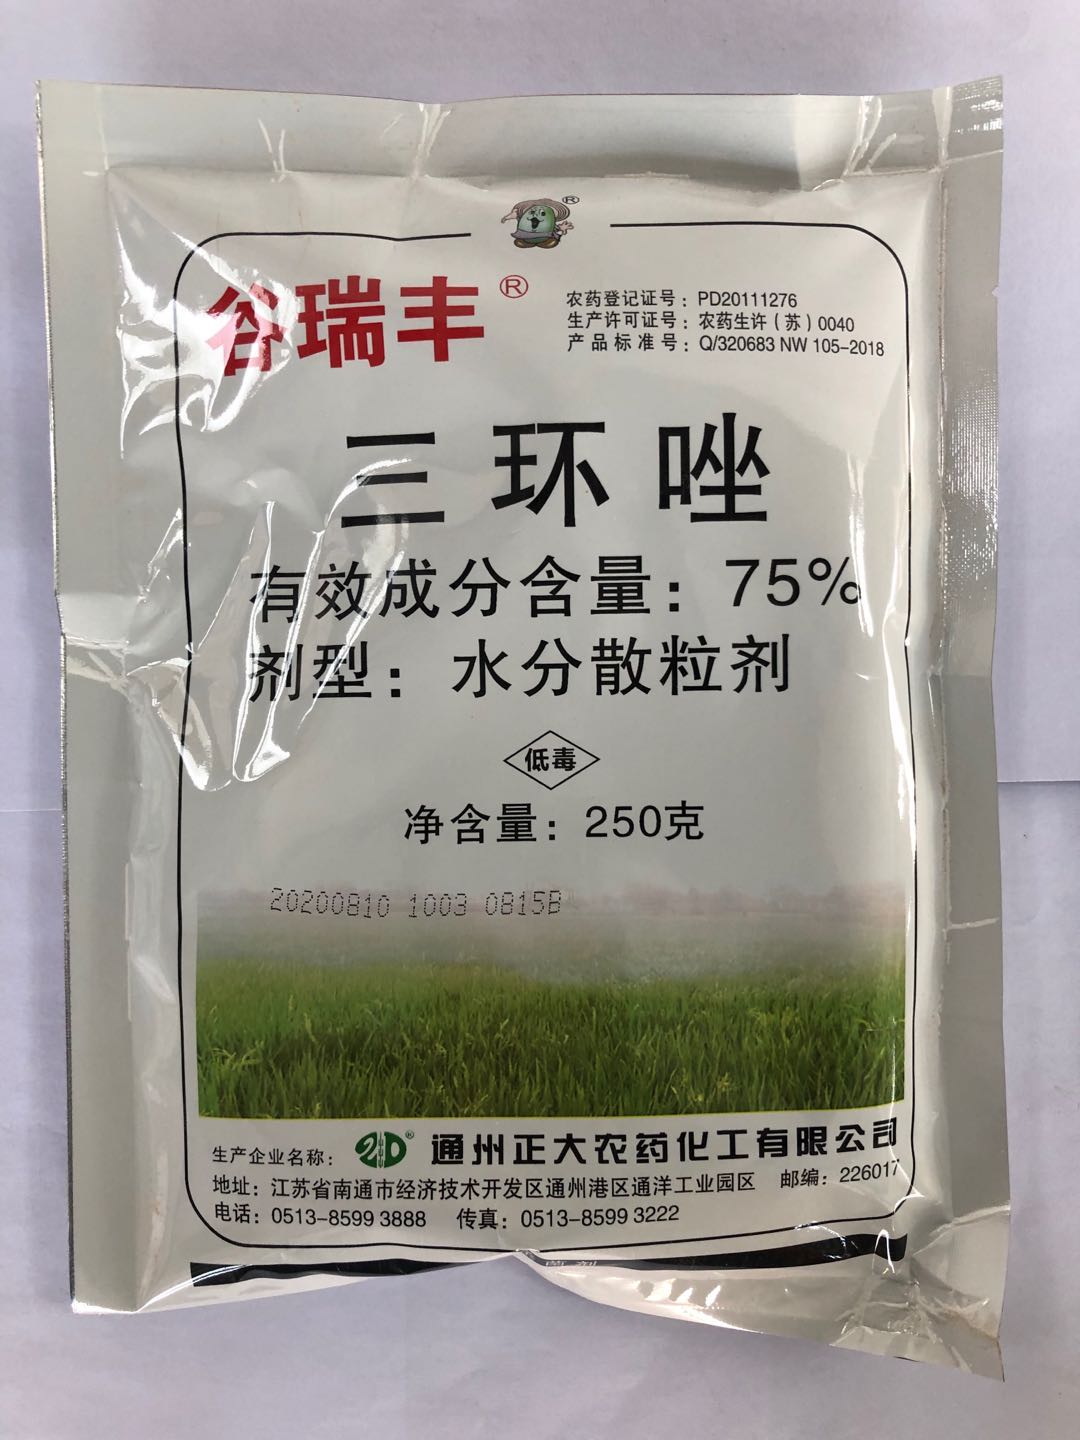 谷瑞丰®
农药登记证号：PD20111276
生产许可证号：农药生许（苏）0040
产品标准号：Q/320683 NW 105-2018
三环唑
有效成分含量：75%
剂型：水分散粒剂
低毒
净含量：250克
20200810 1003 0815B
生产企业名称： ® 通州正大农药化工有限公司
地址：江苏省南通市经济技术开发区通州港区通洋工业园区 邮编：226017
电话：0513-8599 3888 传真：0513-8599 3222
菌剂